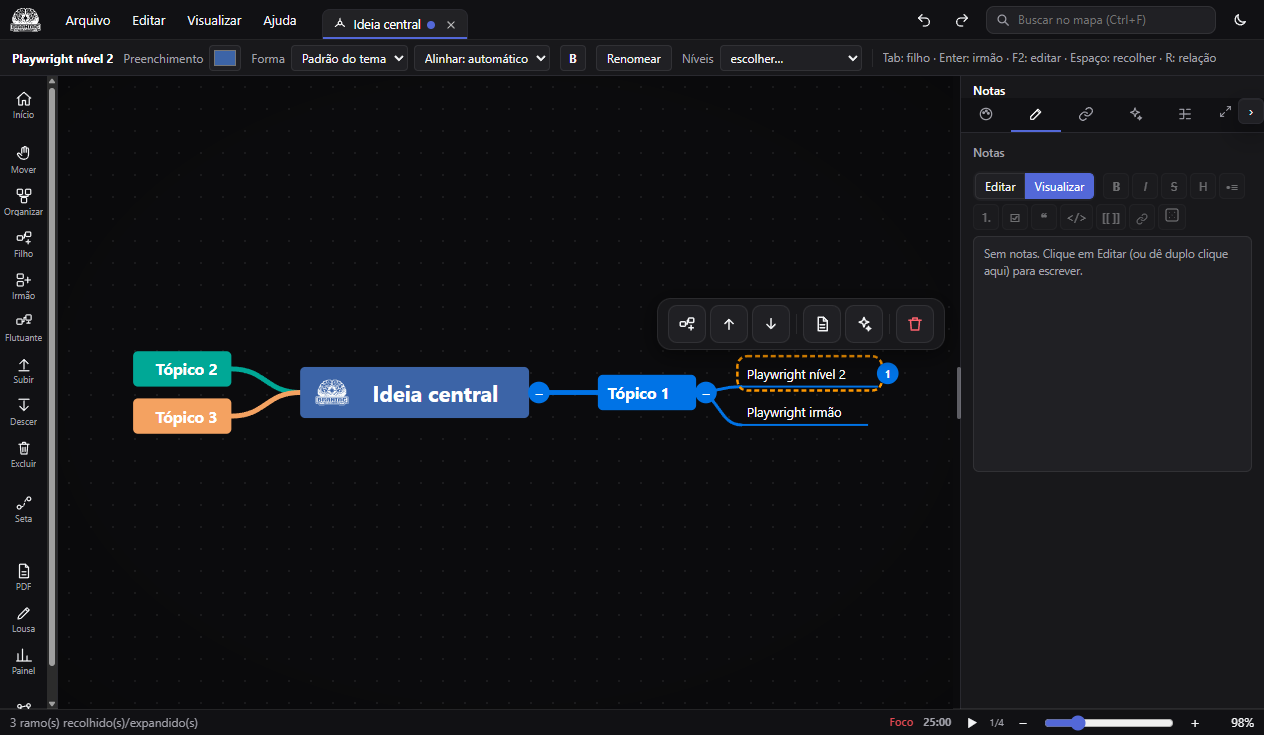 Arquivo Editar Visualizar Ajuda
Ideia central
Buscar no mapa (Ctrl+F)
Playwright nível 2 Preenchimento Forma Padrão do tema Alinhar: automático B Renomear Níveis escolher... Tab: filho · Enter: irmão · F2: editar · Espaço: recolher · R: relação
Início
Mover
Organizar
Filho
Irmão
Flutuante
Subir
Descer
Excluir
Seta
PDF
Lousa
Painel
Tópico 2
Tópico 3
Ideia central
Tópico 1
Playwright nível 2
1
Playwright irmão
Notas
Notas
Editar Visualizar B I S H
1. ❝ </> [[ ]]
Sem notas. Clique em Editar (ou dê duplo clique
aqui) para escrever.
3 ramo(s) recolhido(s)/expandido(s)
Foco 25:00 1/4 − + 98%